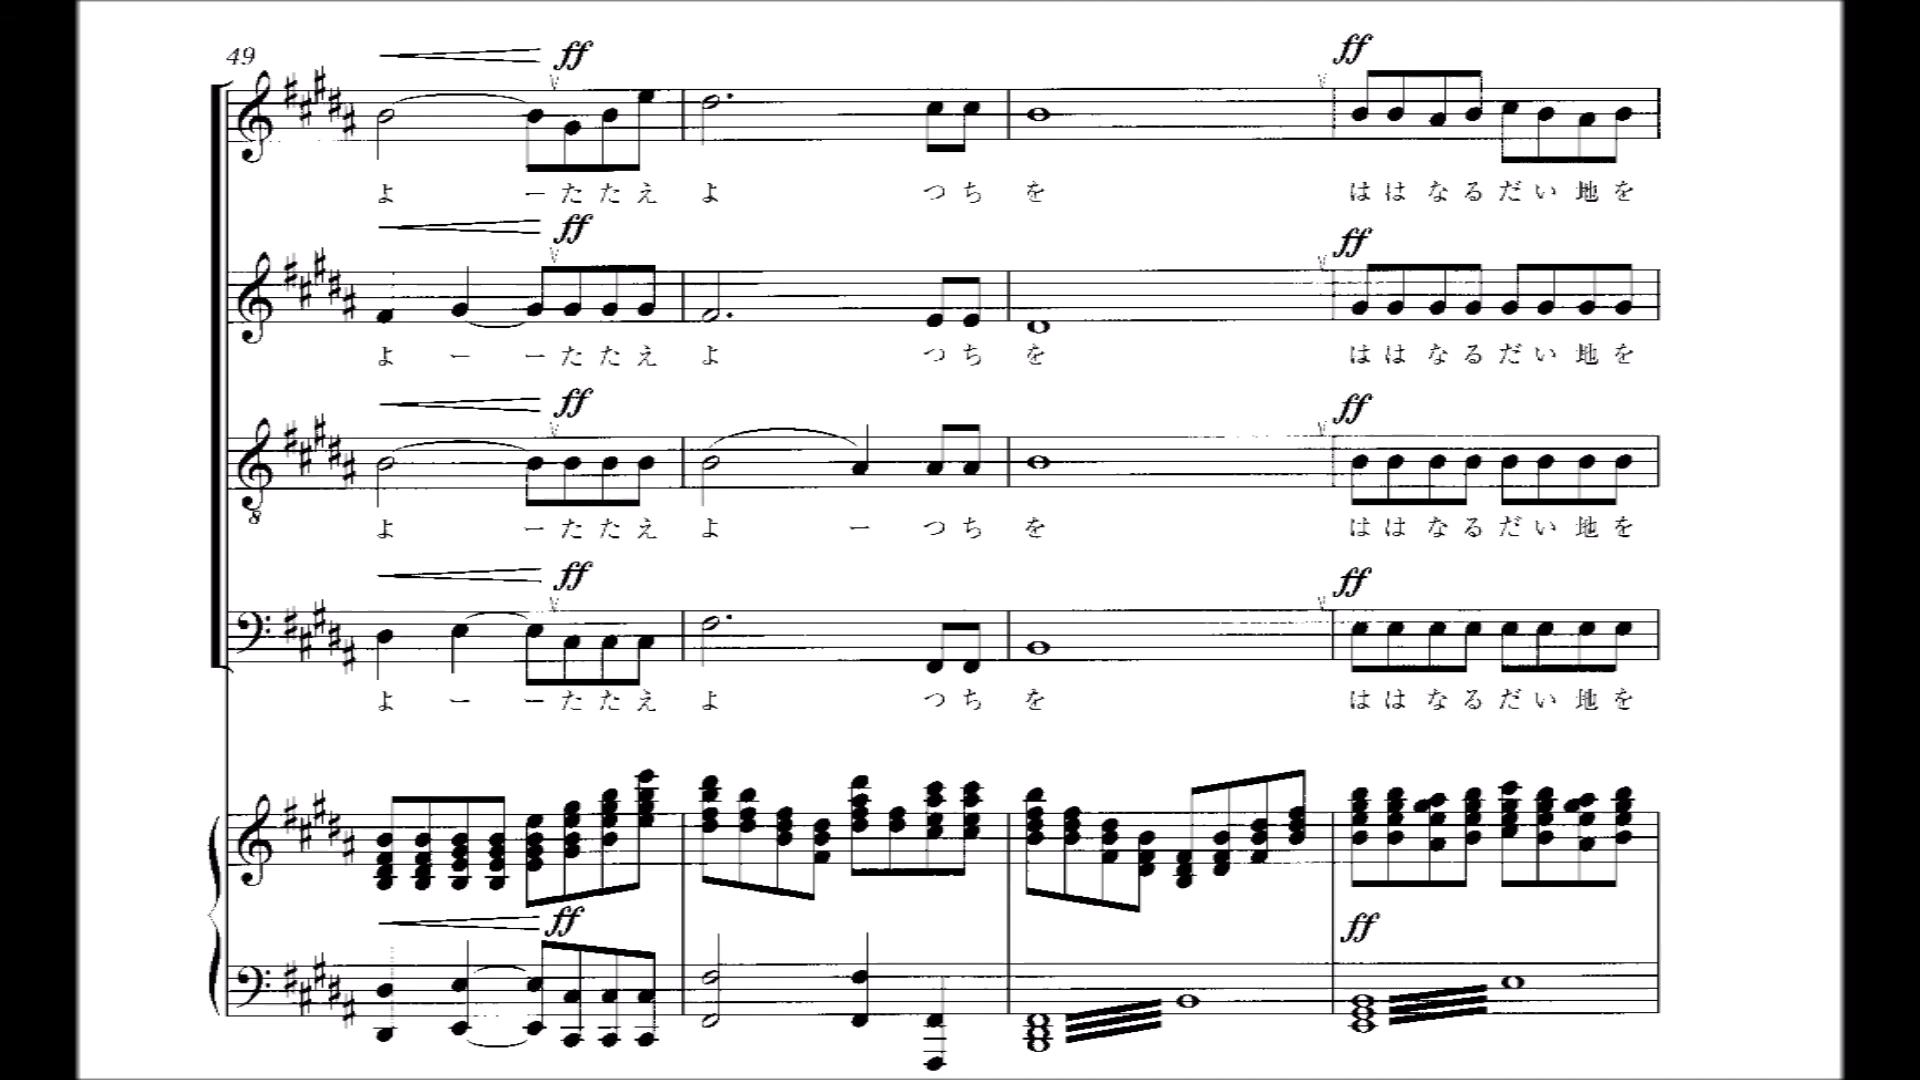 49 ff ff
よ ー た た え よ つ ち を は は な る だ い 地 を
ff ff
よ ー ー た た え よ つ ち を は は な る だ い 地 を
ff ff
よ ー た た え よ ー つ ち を は は な る だ い 地 を
8
ff ff
よ ー ー た た え よ つ ち を は は な る だ い 地 を
ff ff